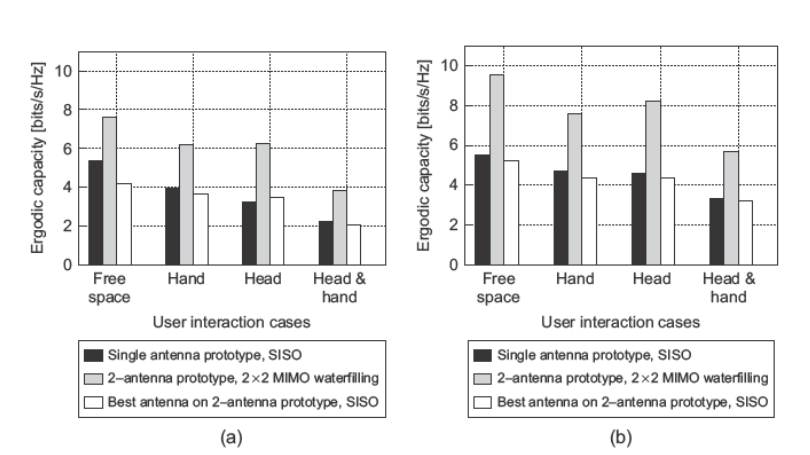 Ergodic capacity [bits/s/Hz]
10
8
6
4
2
0
Free space
Hand
Head
Head & hand
User interaction cases
Single antenna prototype, SISO
2–antenna prototype, 2×2 MIMO waterfilling
Best antenna on 2–antenna prototype, SISO
(a)
Ergodic capacity [bits/s/Hz]
10
8
6
4
2
0
Free space
Hand
Head
Head & hand
User interaction cases
Single antenna prototype, SISO
2–antenna prototype, 2×2 MIMO waterfilling
Best antenna on 2–antenna prototype, SISO
(b)